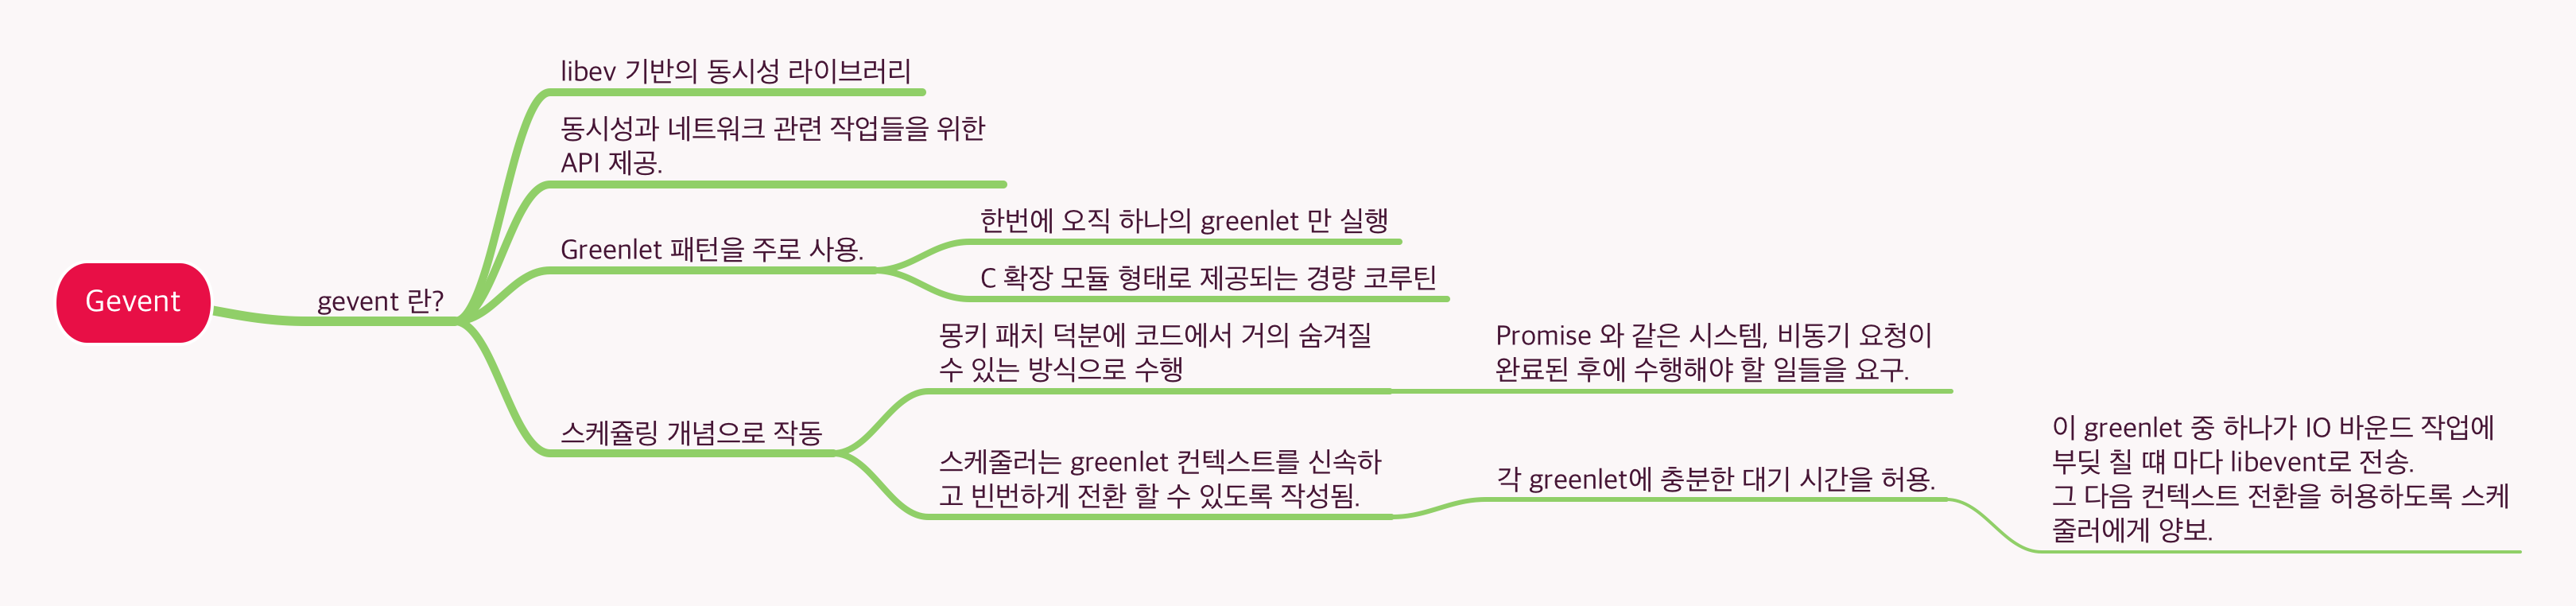 Gevent
gevent 란?
libev 기반의 동시성 라이브러리
동시성과 네트워크 관련 작업들을 위한
API 제공.
Greenlet 패턴을 주로 사용.
한번에 오직 하나의 greenlet 만 실행
C 확장 모듈 형태로 제공되는 경량 코루틴
스케쥴링 개념으로 작동
몽키 패치 덕분에 코드에서 거의 숨겨질
수 있는 방식으로 수행
Promise 와 같은 시스템, 비동기 요청이
완료된 후에 수행해야 할 일들을 요구.
스케줄러는 greenlet 컨텍스트를 신속하
고 빈번하게 전환 할 수 있도록 작성됨.
각 greenlet에 충분한 대기 시간을 허용.
이 greenlet 중 하나가 IO 바운드 작업에
부딪 칠 떄 마다 libevent로 전송.
그 다음 컨텍스트 전환을 허용하도록 스케
줄러에게 양보.